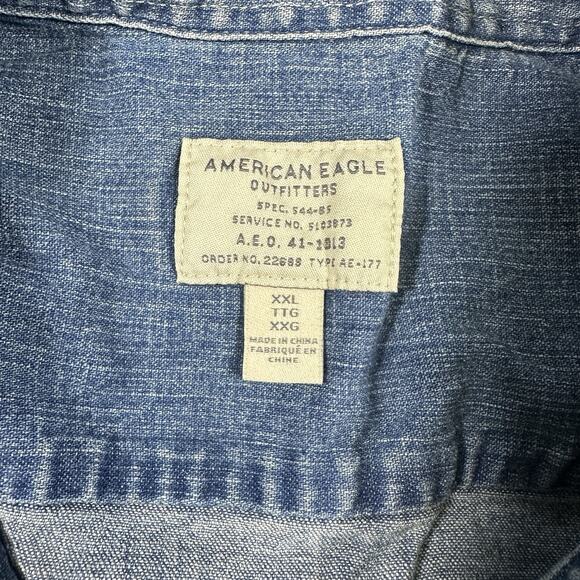 AMERICAN EAGLE
OUTFITTERS
SPEC. 544-85
SERVICE NO. 5103873
A.E.O. 41-1913
ORDER NO. 22688 TYPE AE-177
XXL
TTG
XXG
MADE IN CHINA
FABRIQUÉ EN
CHINE